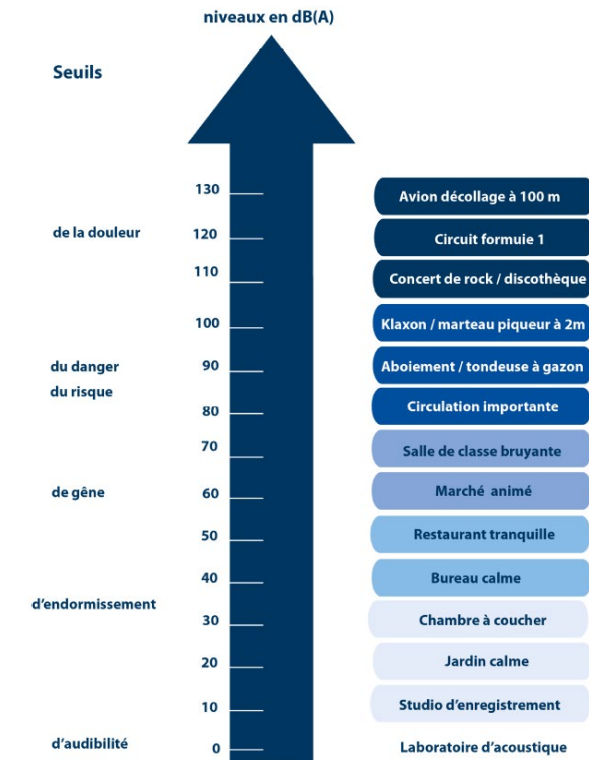 niveaux en dB(A)
Seuils
130
Avion décollage à 100 m
de la douleur
120
Circuit formuie 1
110
Concert de rock / discothèque
100
Klaxon / marteau piqueur à 2m
du danger
90
Aboiement / tondeuse à gazon
du risque
80
Circulation importante
70
Salle de classe bruyante
de gêne
60
Marché animé
50
Restaurant tranquille
40
Bureau calme
d'endormissement
30
Chambre à coucher
20
Jardin calme
10
Studio d'enregistrement
d'audibilité
0
Laboratoire d'acoustique